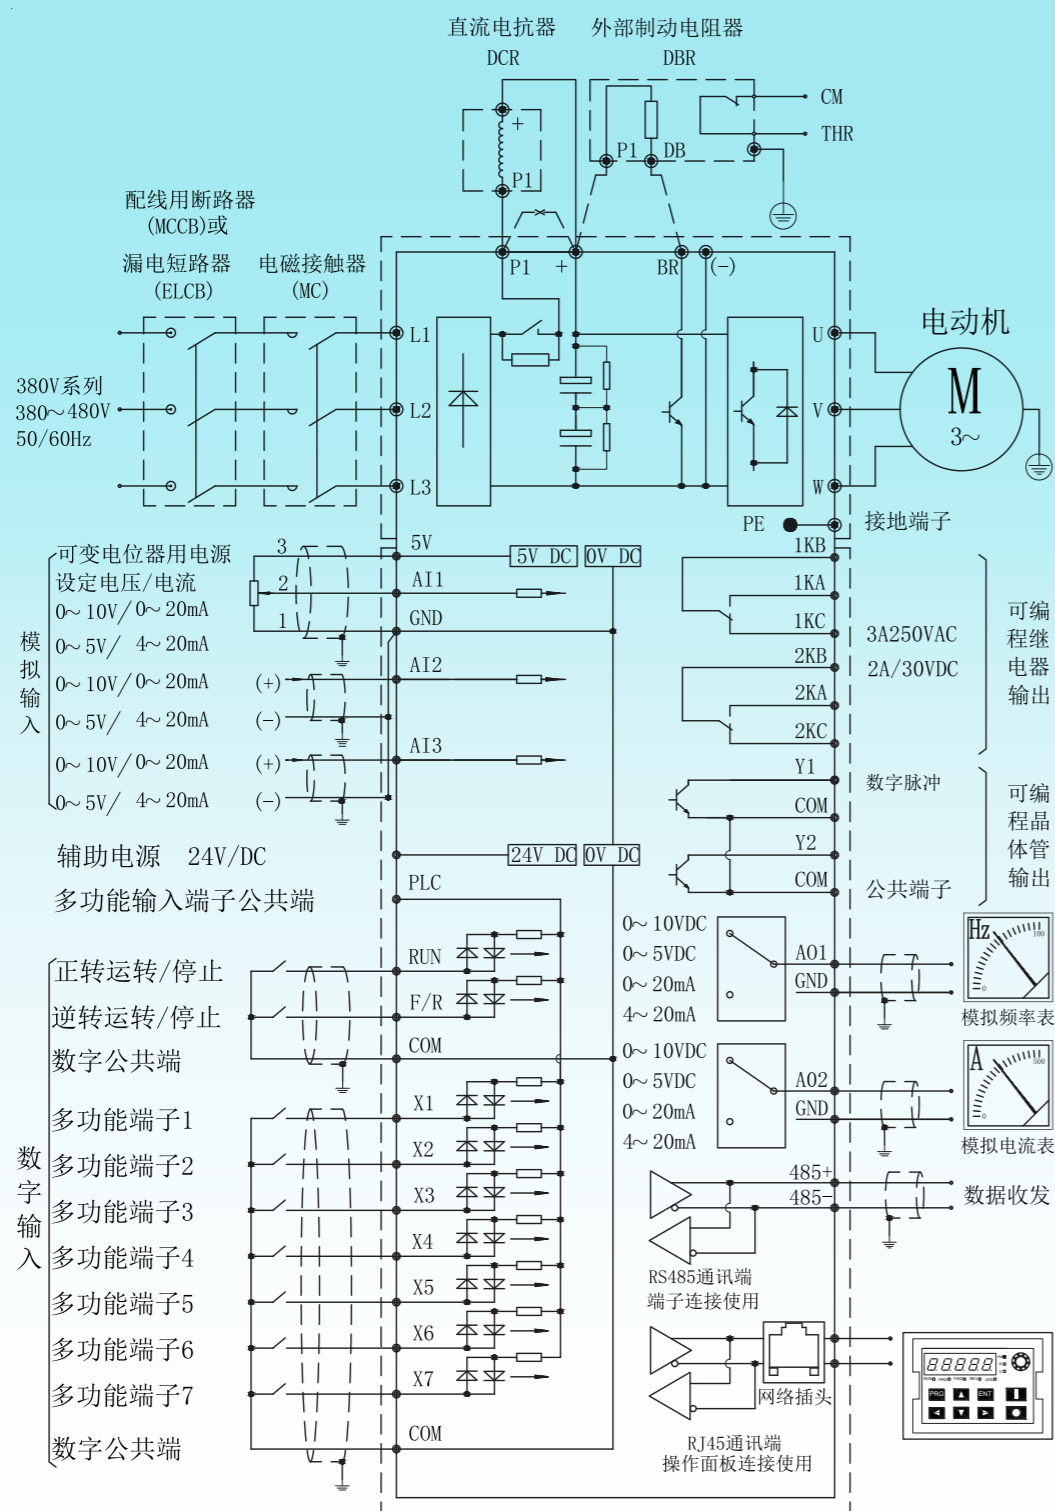 直流电抗器
DCR
外部制动电阻器
DBR
CM
THR
+
P1
P1
DB
配线用断路器
(MCCB)或
漏电短路器
(ELCB)
电磁接触器
(MC)
P1
+
BR
(-)
380V系列
380~480V
50/60Hz
L1
L2
L3
U
V
W
电动机
M
3~
PE
接地端子
模拟输入
可变电位器用电源
设定电压/电流
0~10V/0~20mA
0~5V/ 4~20mA
0~10V/0~20mA
0~5V/ 4~20mA
0~10V/0~20mA
0~5V/ 4~20mA
3
2
1
(+)
(-)
(+)
(-)
5V
AI1
GND
AI2
AI3
5V DC
0V DC
1KB
1KA
1KC
2KB
2KA
2KC
3A250VAC
2A/30VDC
可编程继电器输出
Y1
COM
Y2
COM
数字脉冲
公共端子
可编程晶体管输出
辅助电源 24V/DC
多功能输入端子公共端
24V DC
0V DC
PLC
数字输入
正转运转/停止
逆转运转/停止
数字公共端
多功能端子1
多功能端子2
多功能端子3
多功能端子4
多功能端子5
多功能端子6
多功能端子7
数字公共端
RUN
F/R
COM
X1
X2
X3
X4
X5
X6
X7
COM
0~10VDC
0~5VDC
0~20mA
4~20mA
AO1
GND
Hz
0
100
模拟频率表
0~10VDC
0~5VDC
0~20mA
4~20mA
AO2
GND
A
0
500
模拟电流表
485+
485-
数据收发
RS485通讯端
端子连接使用
网络插头
RJ45通讯端
操作面板连接使用
88888
PRG
ENT